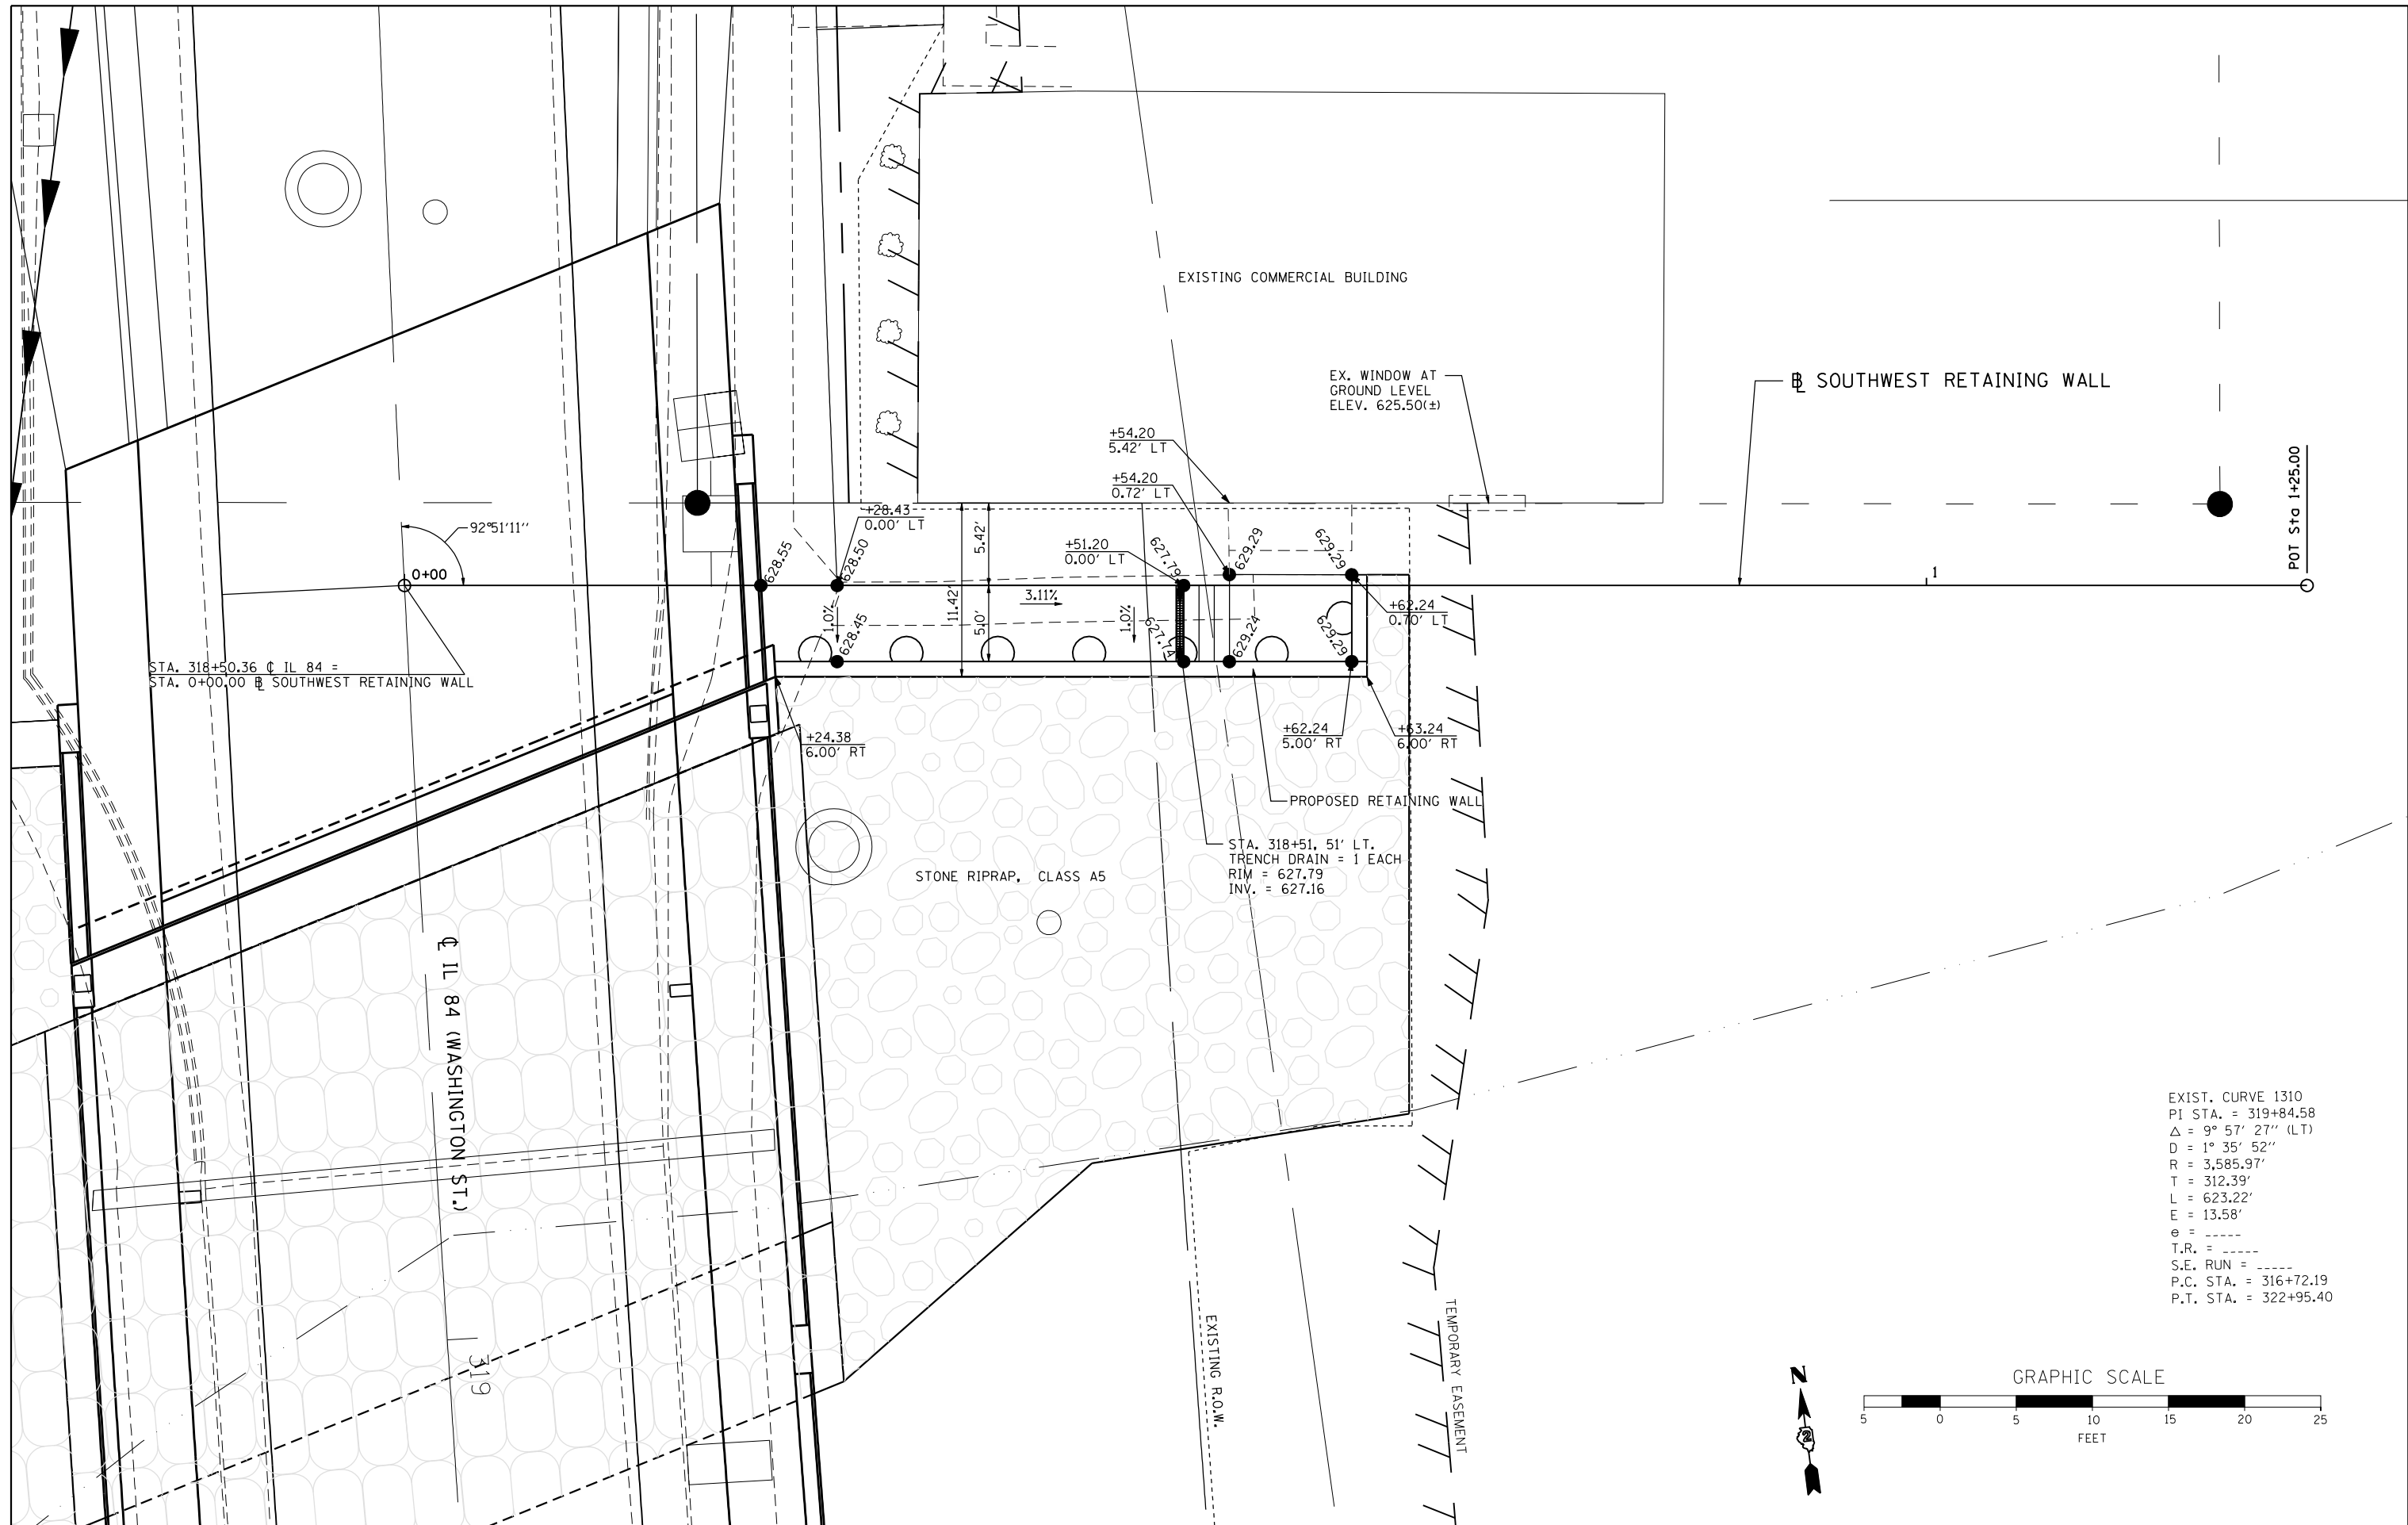 EXISTING COMMERCIAL BUILDING
EX. WINDOW AT
GROUND LEVEL
ELEV. 625.50(±)
℄ SOUTHWEST RETAINING WALL
POT Sta 1+25.00
+54.20
5.42' LT
+54.20
0.72' LT
+28.43
0.00' LT
92°51'11''
0+00
628.55
628.50
11.42'
5.42'
5.0'
+51.20
0.00' LT
627.79
629.29
629.29
1
3.11%
1.0%
1.0%
628.45
627.74
629.24
629.29
+62.24
0.70' LT
STA. 318+50.36 ℄ IL 84 =
STA. 0+00.00 ℄ SOUTHWEST RETAINING WALL
+24.38
6.00' RT
+62.24
5.00' RT
+63.24
6.00' RT
PROPOSED RETAINING WALL
STA. 318+51, 51' LT.
TRENCH DRAIN = 1 EACH
RIM = 627.79
INV. = 627.16
STONE RIPRAP, CLASS A5
℄ IL 84 (WASHINGTON ST.)
319
EXISTING R.O.W.
TEMPORARY EASEMENT
EXIST. CURVE 1310
PI STA. = 319+84.58
△ = 9° 57' 27'' (LT)
D = 1° 35' 52''
R = 3,585.97'
T = 312.39'
L = 623.22'
E = 13.58'
e = _____
T.R. = _____
S.E. RUN = _____
P.C. STA. = 316+72.19
P.T. STA. = 322+95.40
N
2
GRAPHIC SCALE
5 0 5 10 15 20 25
FEET